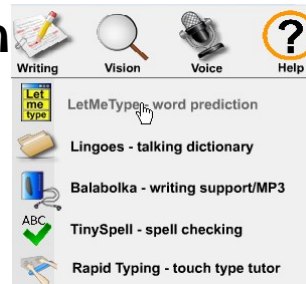 n
Writing Vision Voice Help
Let me type
LetMeType - word prediction
Lingoes - talking dictionary
Balabolka - writing support/MP3
ABC
TinySpell - spell checking
Rapid Typing - touch type tutor